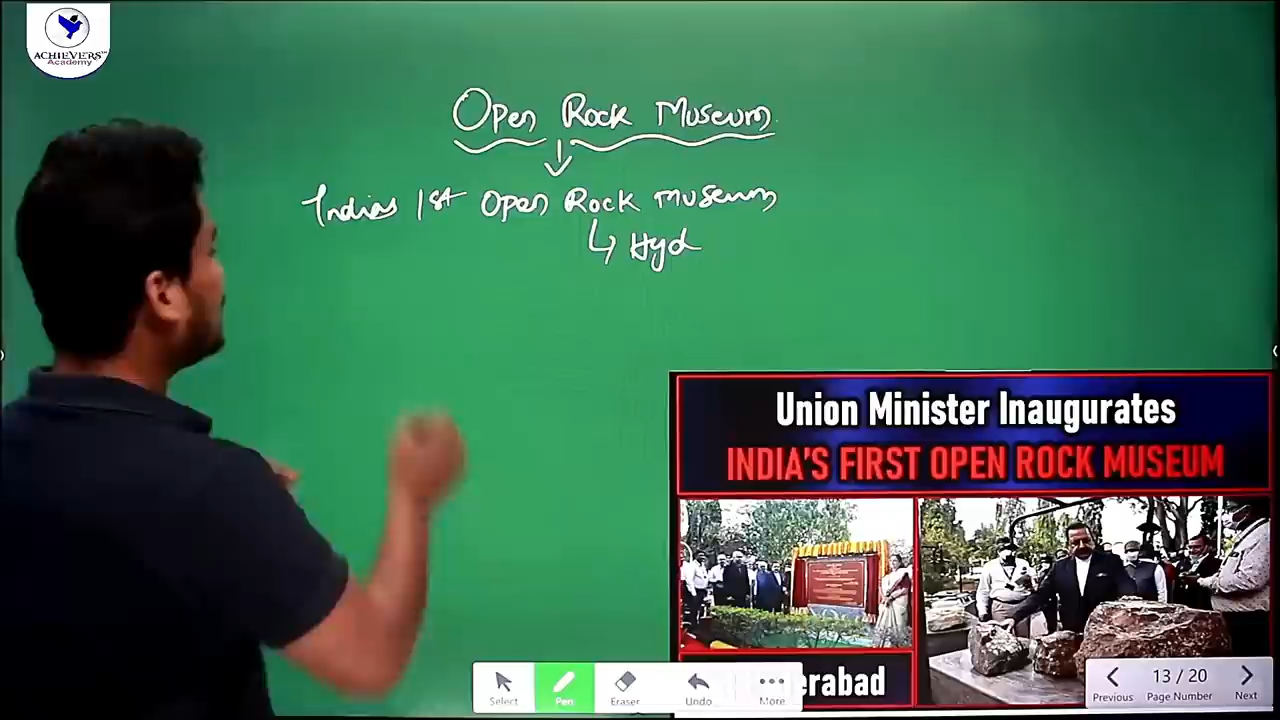 ACHIEVERS™
Academy
Open Rock Museum
Indias 1st Open Rock Museum
Hyd
Union Minister Inaugurates
INDIA'S FIRST OPEN ROCK MUSEUM
erabad
Select
Pen
Eraser
Undo
More
Previous
13 / 20
Page Number
Next